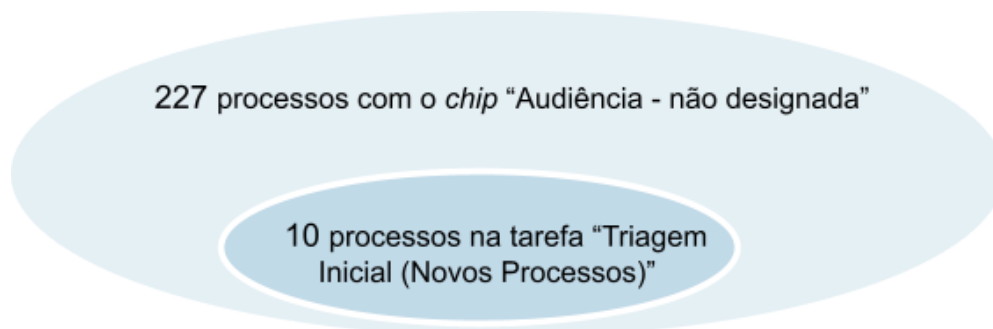 227 processos com o chip “Audiência - não designada”
10 processos na tarefa “Triagem
Inicial (Novos Processos)”